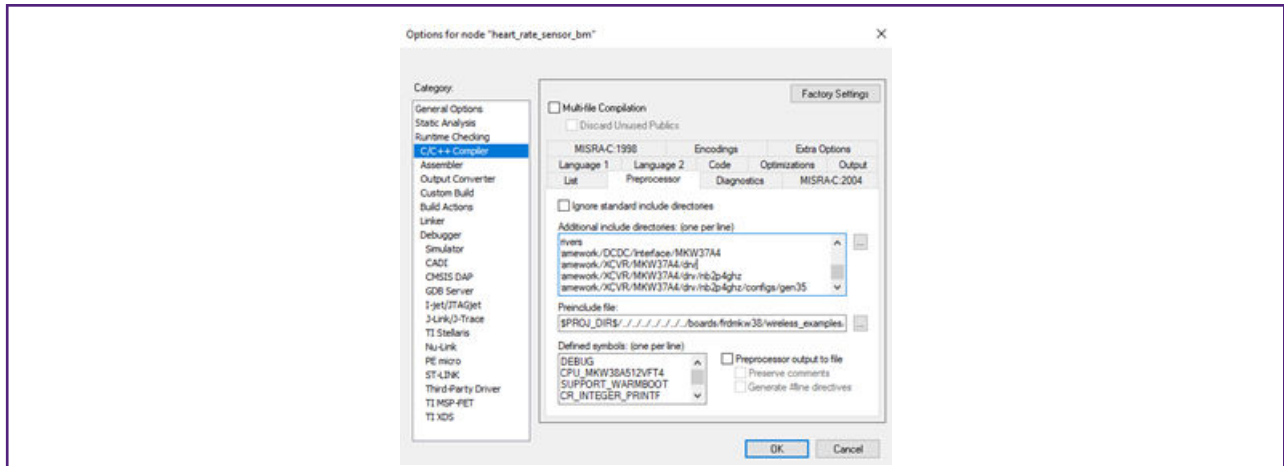 Options for node "heart_rate_sensor_bm"
Category:
General Options
Static Analysis
Runtime Checking
C/C++ Compiler
Assembler
Output Converter
Custom Build
Build Actions
Linker
Debugger
Simulator
CADI
CMSIS DAP
GDB Server
I-jet/JTAGjet
J-Link/J-Trace
TI Stellaris
Nu-Link
PE micro
ST-LINK
Third-Party Driver
TI MSP-FET
TI XDS
Factory Settings
Multi-file Compilation
Discard Unused Publics
MISRA-C:1998 Encodings Extra Options
Language 1 Language 2 Code Optimizations Output
List Preprocessor Diagnostics MISRA-C:2004
Ignore standard include directories
Additional include directories: (one per line)
rivers
amework/DCDC/Interface/MKW37A4
amework/XCVR/MKW37A4/drv
amework/XCVR/MKW37A4/drv/nb2p4ghz
amework/XCVR/MKW37A4/drv/nb2p4ghz/configs/gen35
...
Preinclude file:
$PROJ_DIR$/../../../../../../../boards/frdmkw38/wireless_examples.
...
Defined symbols: (one per line)
DEBUG
CPU_MKW38A512VFT4
SUPPORT_WARMBOOT
CR_INTEGER_PRINTF
Preprocessor output to file
Preserve comments
Generate #line directives
OK Cancel